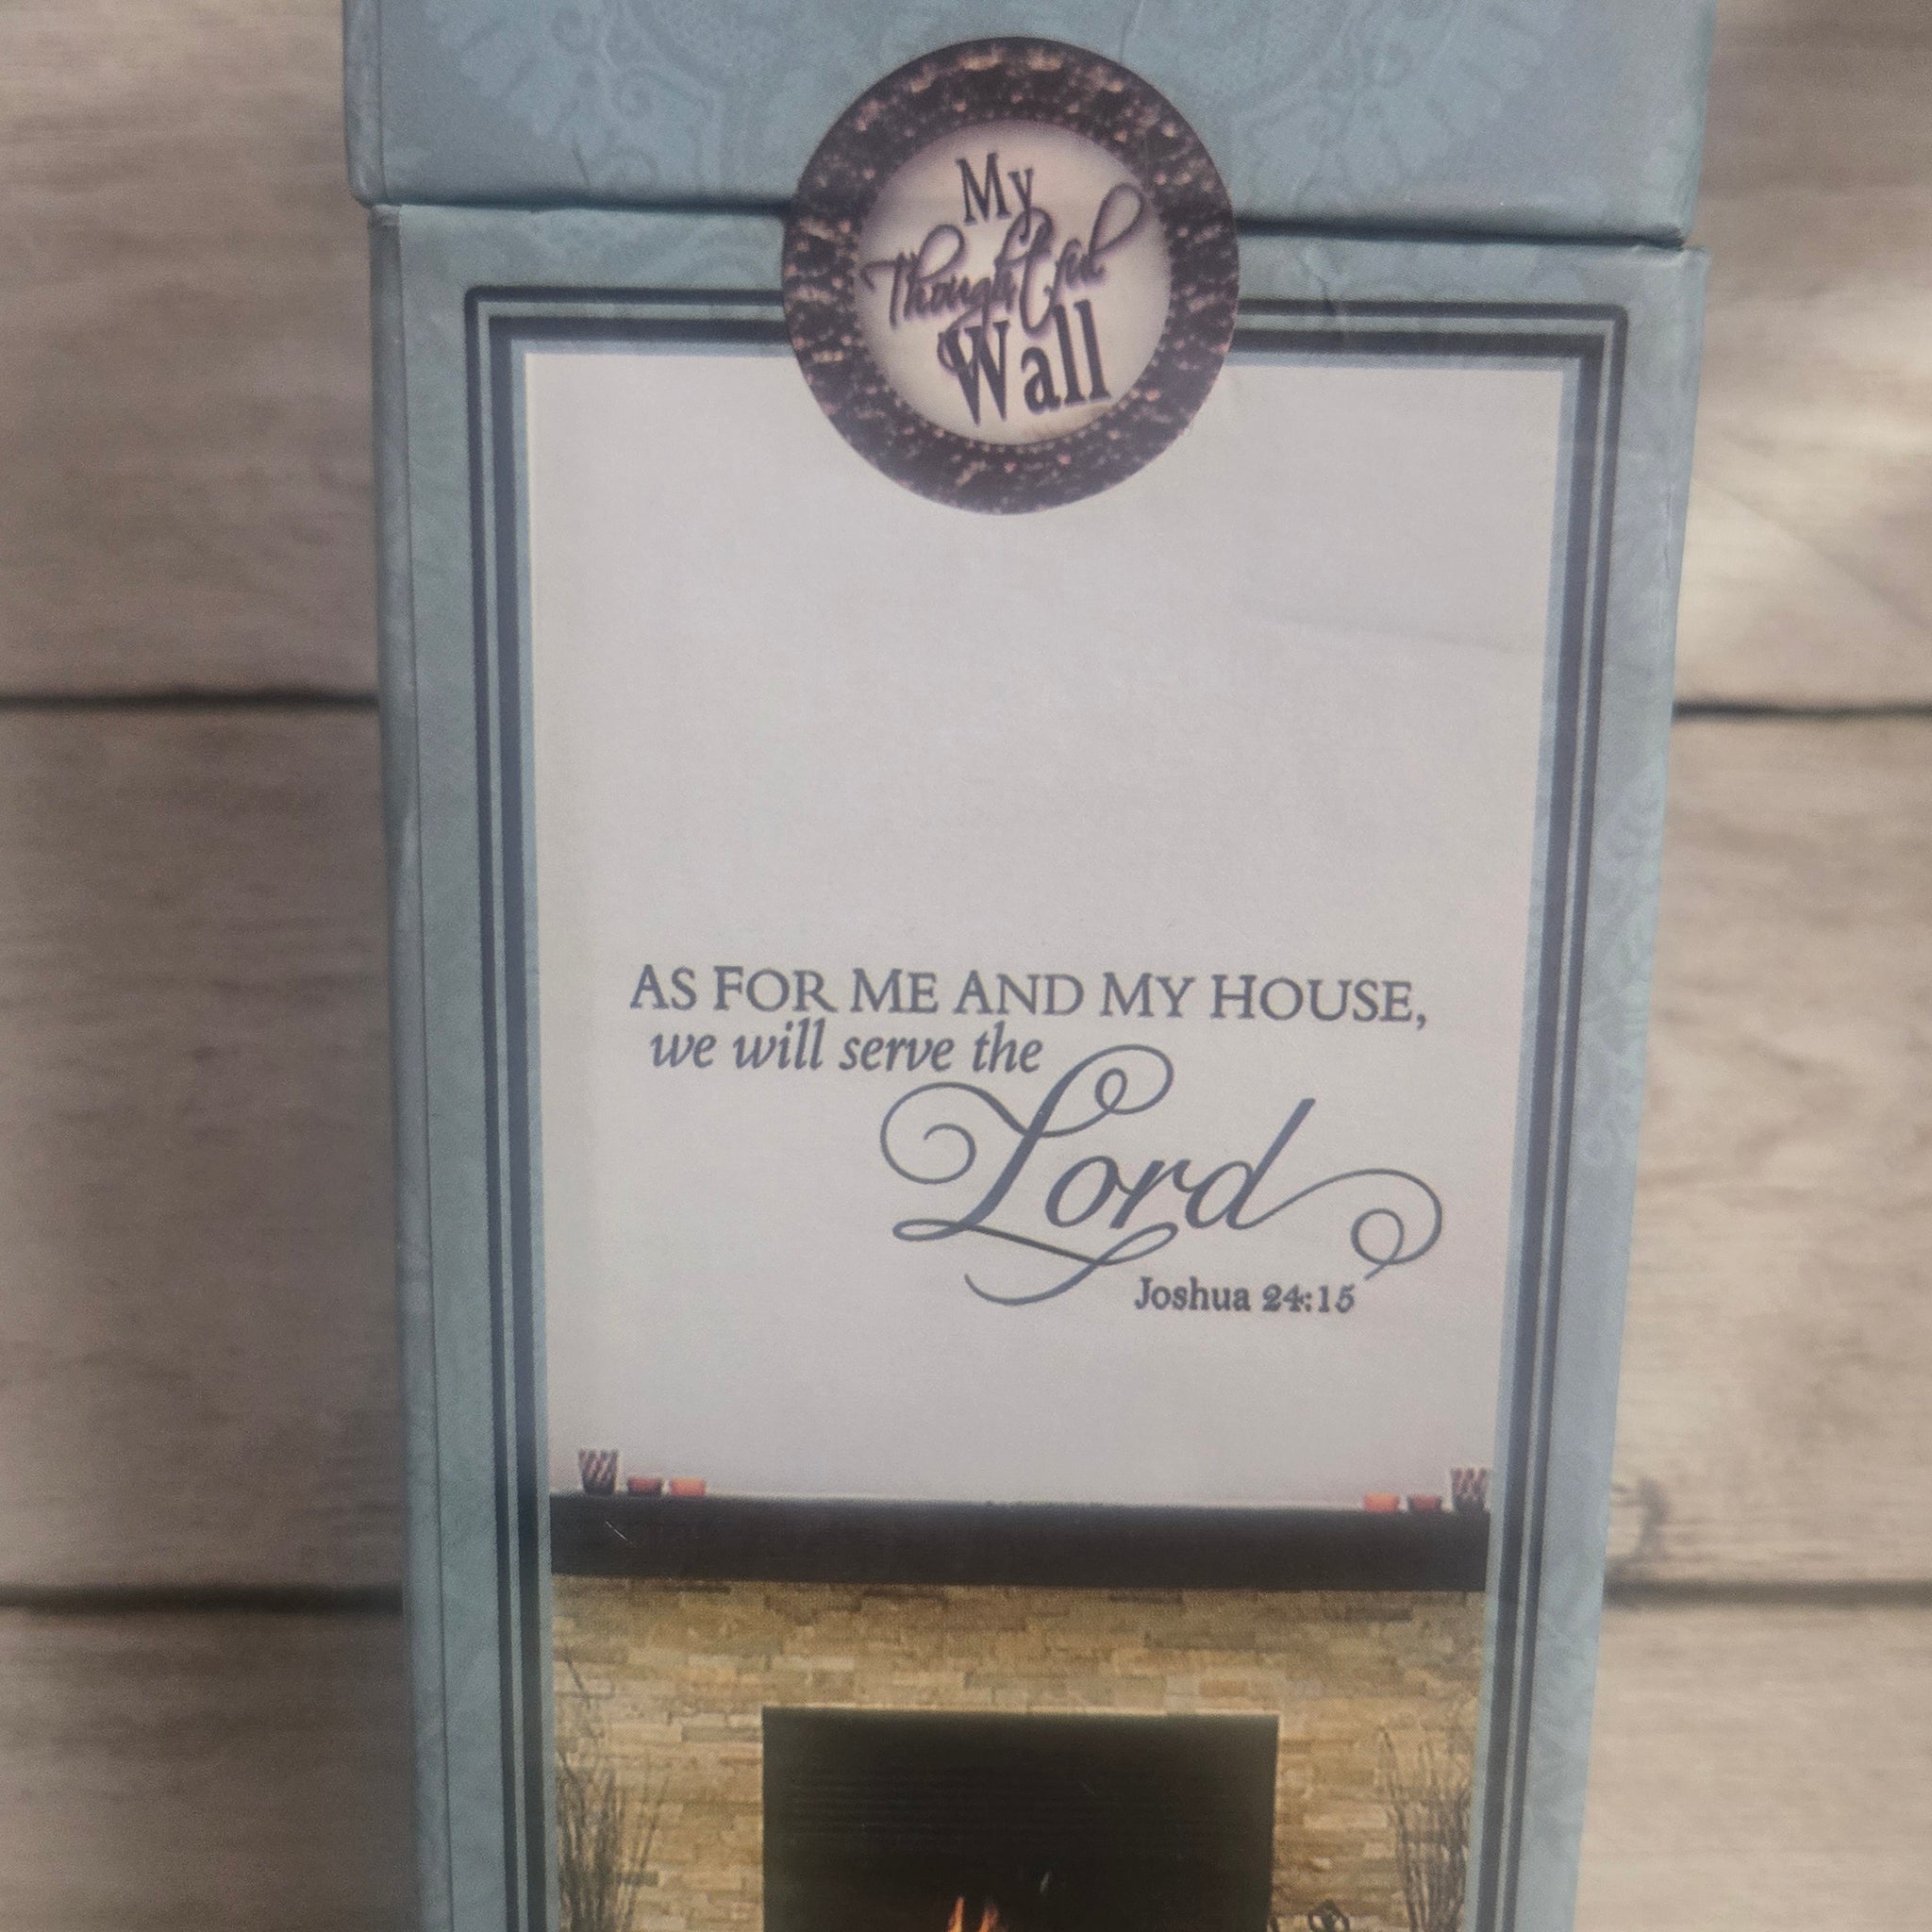 My
Thoughtful
Wall
AS FOR ME AND MY HOUSE,
we will serve the
Lord
Joshua 24:15